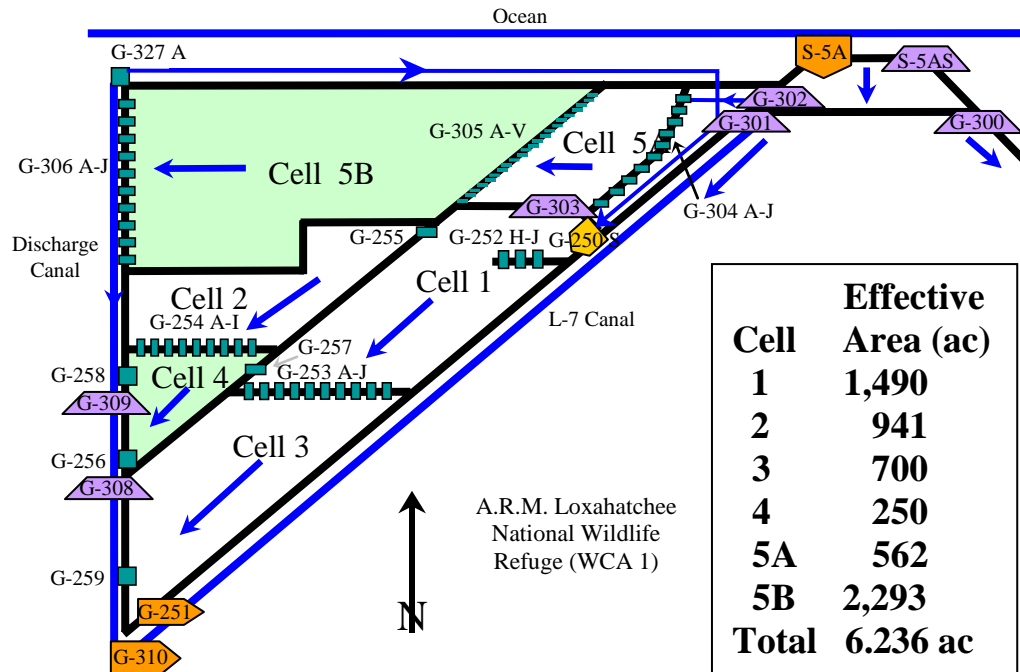 Ocean
G-327 A
S-5A
S-5AS
G-302
G-301
G-300
G-305 A-V
Cell 5A
G-306 A-J
Cell 5B
G-304 A-J
G-303
G-255
G-252 H-J
G-250 S
Discharge
Canal
Cell 1
Cell 2
L-7 Canal
G-254 A-I
G-257
G-258
Cell 4
G-253 A-J
G-309
Cell 3
G-256
G-308
A.R.M. Loxahatchee
National Wildlife
Refuge (WCA 1)
G-259
G-251
N
G-310
Effective
Cell Area (ac)
1 1,490
2 941
3 700
4 250
5A 562
5B 2,293
Total 6.236 ac